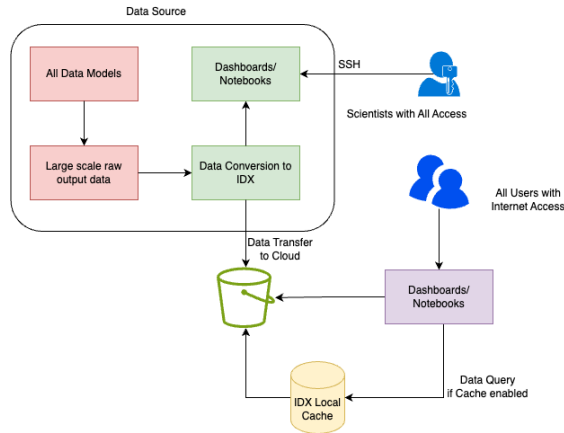 Data Source
All Data Models
Dashboards/
Notebooks
SSH
Scientists with All Access
Large scale raw
output data
Data Conversion to
IDX
All Users with
Internet Access
Data Transfer
to Cloud
Dashboards/
Notebooks
IDX Local
Cache
Data Query
if Cache enabled